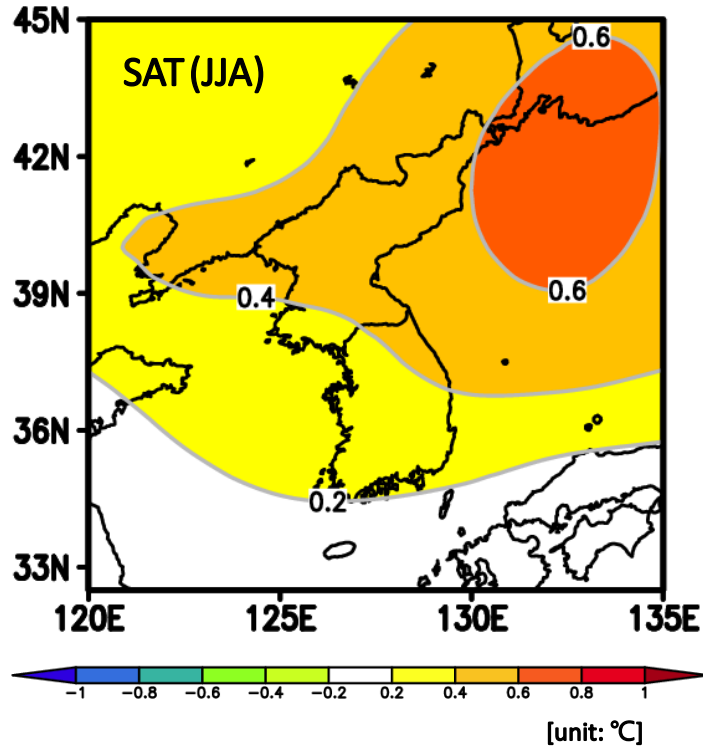 45N
0.6
SAT (JJA)
42N
39N
0.4
0.6
36N
0.2
33N
120E 125E 130E 135E
-1 -0.8 -0.6 -0.4 -0.2 0.2 0.4 0.6 0.8 1
[unit: ℃]